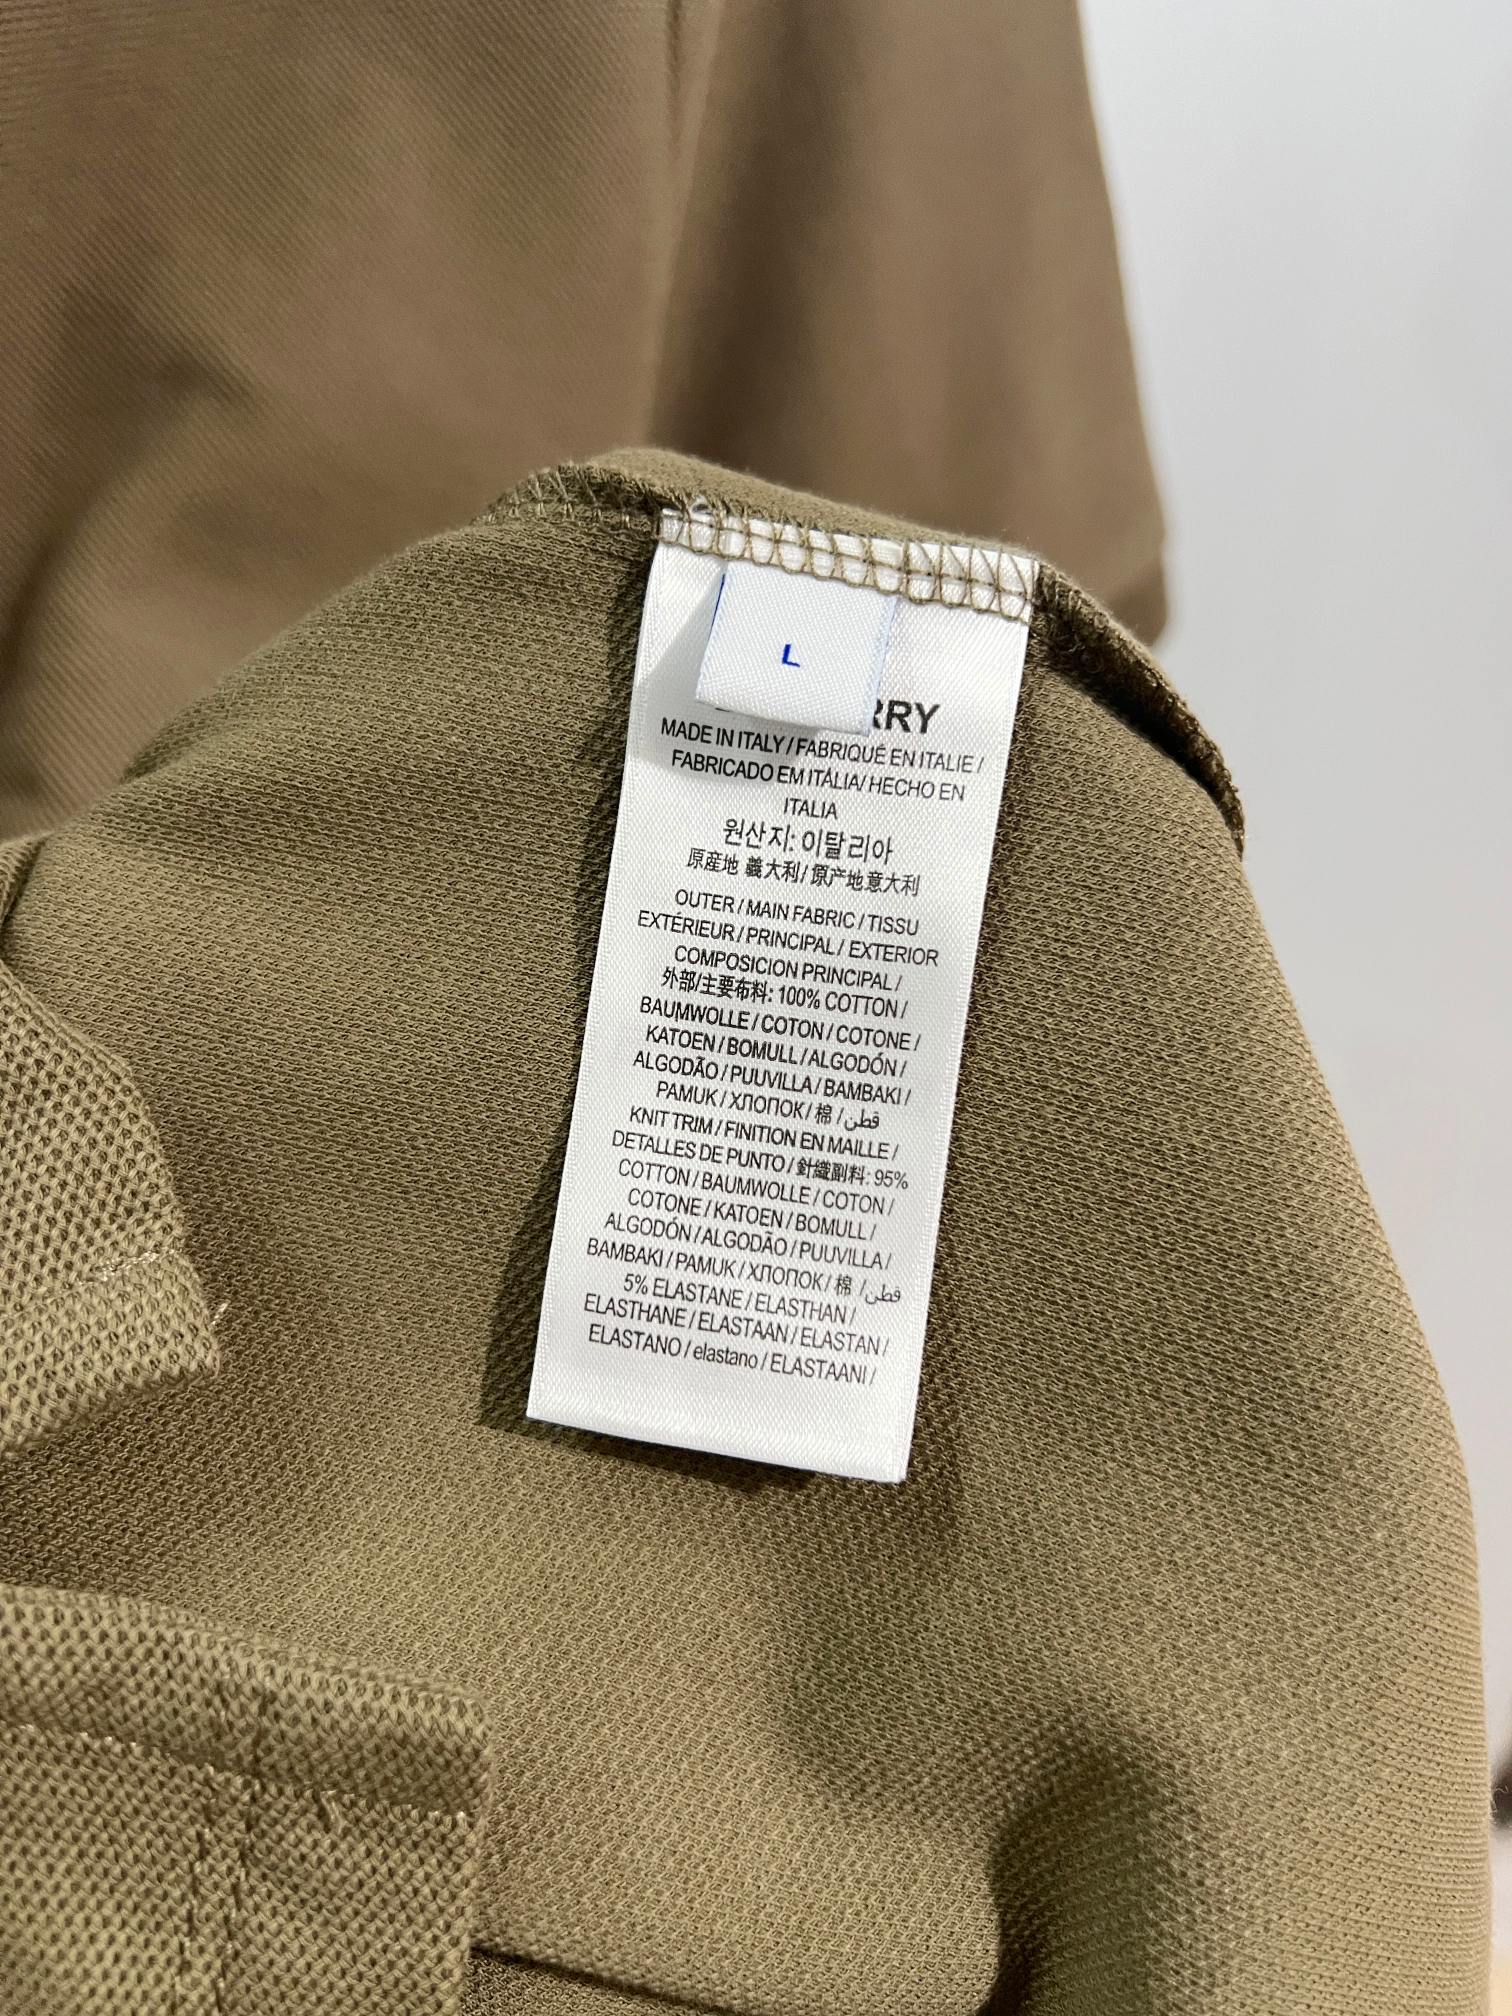 L
RRY
MADE IN ITALY / FABRIQUÉ EN ITALIE /
FABRICADO EM ITÁLIA/ HECHO EN
ITALIA
원산지: 이탈리아
原産地 義大利/ 原产地意大利
OUTER / MAIN FABRIC / TISSU
EXTÉRIEUR / PRINCIPAL / EXTERIOR
COMPOSICION PRINCIPAL /
外部/主要布料: 100% COTTON /
BAUMWOLLE / COTON / COTONE /
KATOEN / BOMULL / ALGODÓN /
ALGODÃO / PUUVILLA / BAMBAKI /
PAMUK / ХЛОПОК / 棉 / قطن
KNIT TRIM / FINITION EN MAILLE /
DETALLES DE PUNTO / 針織副料: 95%
COTTON / BAUMWOLLE / COTON /
COTONE / KATOEN / BOMULL /
ALGODÓN / ALGODÃO / PUUVILLA /
BAMBAKI / PAMUK / ХЛОПОК / 棉 / قطن
5% ELASTANE / ELASTHAN /
ELASTHANE / ELASTAAN / ELASTAN /
ELASTANO / elastano / ELASTAANI /